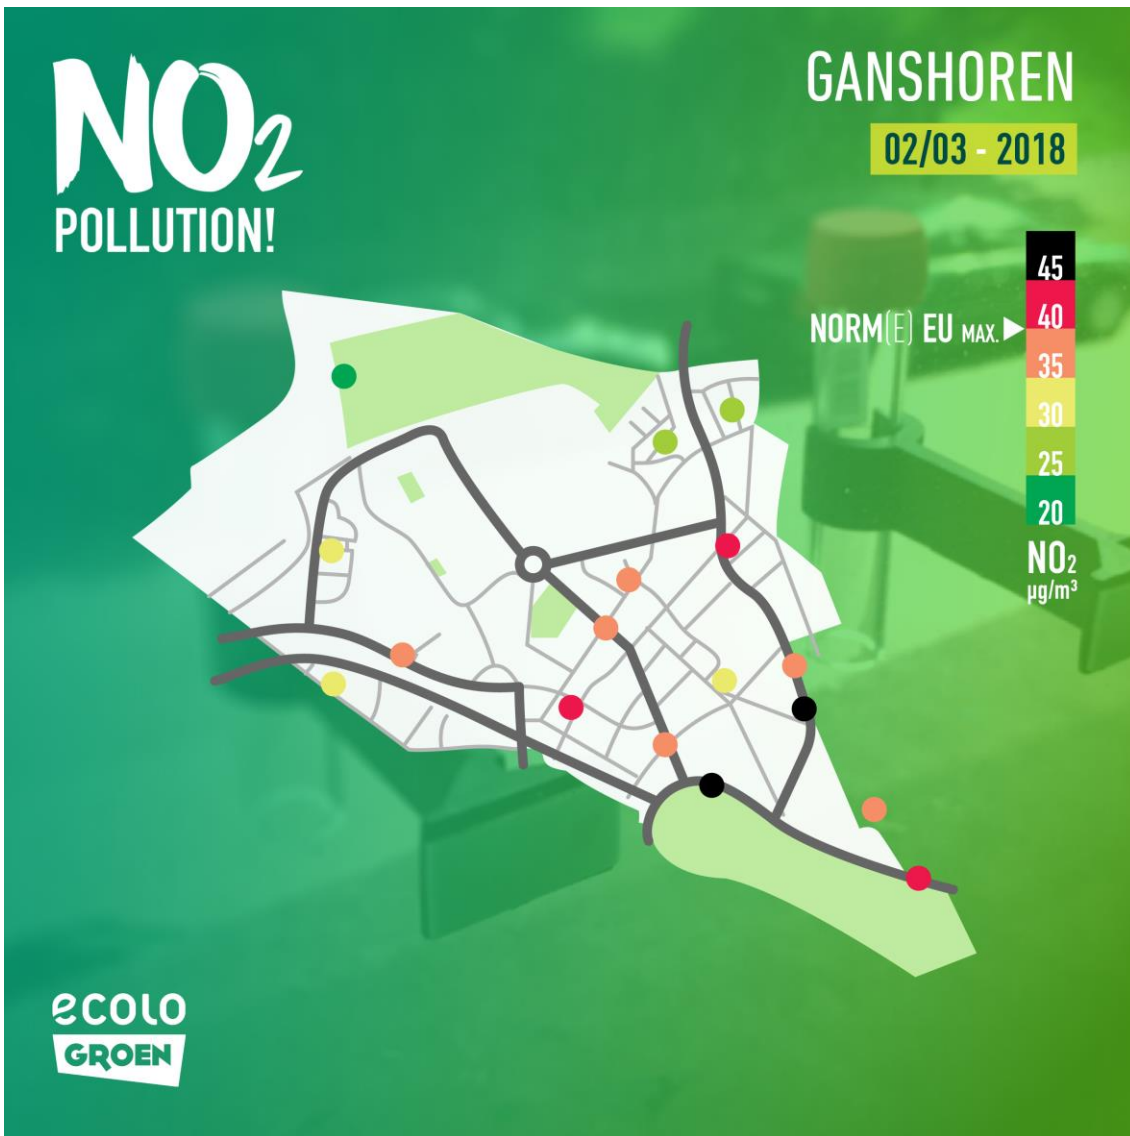 NO2
POLLUTION!
GANSHOREN
02/03 - 2018
45
NORM(E) EU MAX.
40
35
30
25
20
NO2
µg/m³
ecolo
GROEN